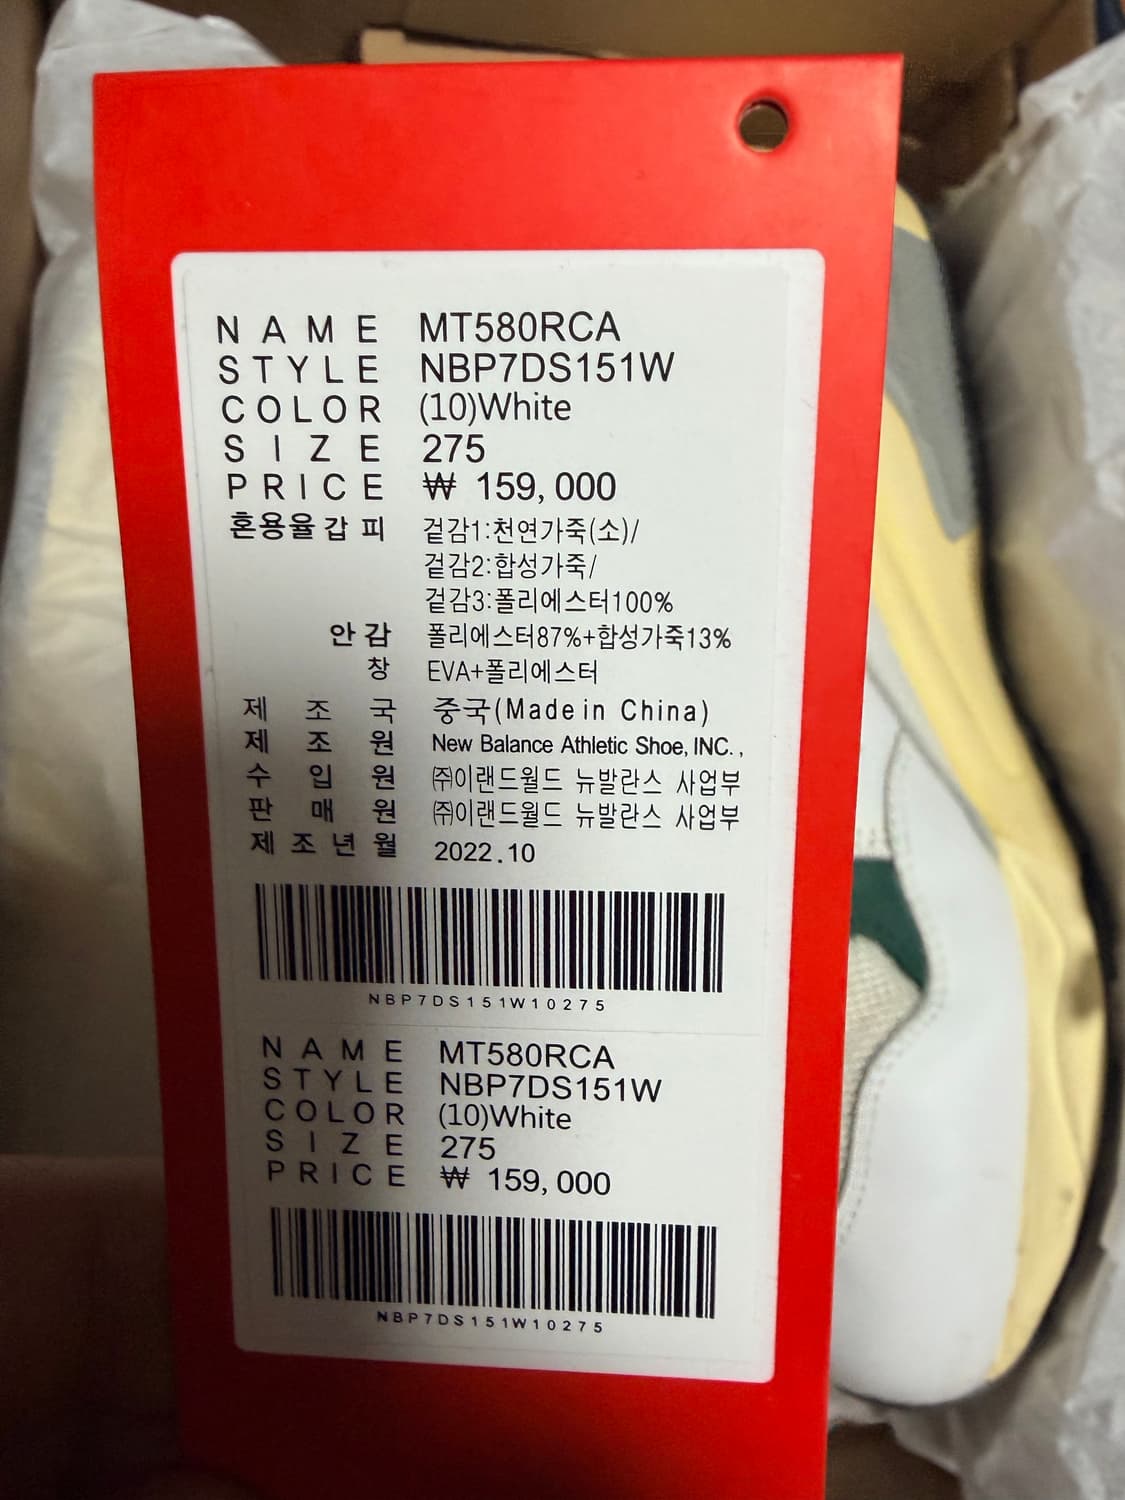 NAME MT580RCA
STYLE NBP7DS151W
COLOR (10)White
SIZE 275
PRICE ₩ 159,000
혼용율 갑피 겉감1:천연가죽(소)/
겉감2:합성가죽/
겉감3:폴리에스터100%
안감 폴리에스터87%+합성가죽13%
창 EVA+폴리에스터
제조국 중국(Made in China)
제조원 New Balance Athletic Shoe, INC.,
수입원 ㈜이랜드월드 뉴발란스 사업부
판매원 ㈜이랜드월드 뉴발란스 사업부
제조년월 2022.10
NBP7DS151W10275
NAME MT580RCA
STYLE NBP7DS151W
COLOR (10)White
SIZE 275
PRICE ₩ 159,000
NBP7DS151W10275